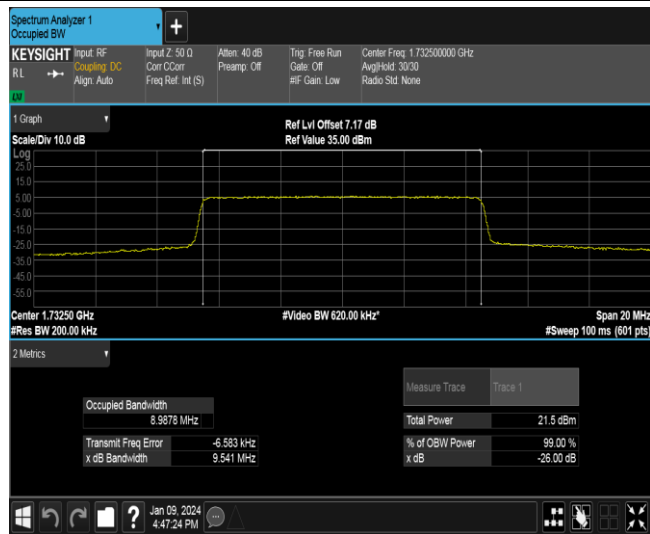 Spectrum Analyzer 1
Occupied BW
+
KEYSIGHT
RL
Input: RF
Coupling: DC
Align: Auto
Input Z: 50 Ω
Corr CCorr
Freq Ref: Int (S)
Atten: 40 dB
Preamp: Off
Trig: Free Run
Gate: Off
#IF Gain: Low
Center Freq: 1.732500000 GHz
Avg|Hold: 30/30
Radio Std: None
LXI
1 Graph
Scale/Div 10.0 dB
Ref Lvl Offset 7.17 dB
Ref Value 35.00 dBm
Log
25.0
15.0
5.00
-5.00
-15.0
-25.0
-35.0
-45.0
-55.0
Center 1.73250 GHz
#Video BW 620.00 kHz*
Span 20 MHz
#Res BW 200.00 kHz
#Sweep 100 ms (601 pts)
2 Metrics
Measure Trace
Trace 1
Occupied Bandwidth
8.9878 MHz
Total Power
21.5 dBm
Transmit Freq Error
-6.583 kHz
% of OBW Power
99.00 %
x dB Bandwidth
9.541 MHz
x dB
-26.00 dB
?
Jan 09, 2024
4:47:24 PM